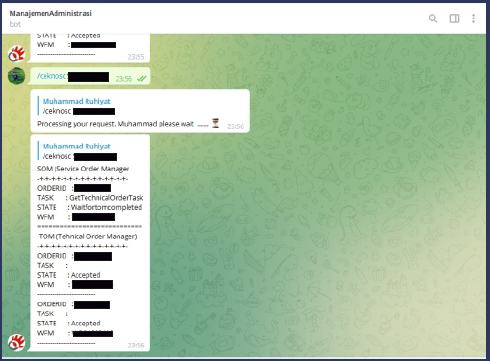 ManajemenAdministrasi
bot
STATE : Accepted
WFM :
------------------------
23:55
/ceknosc
23:56
Muhammad Ruhiyat
/ceknosc
Processing your request. Muhammad please wait .....
23:56
Muhammad Ruhiyat
/ceknosc
SOM (Service Order Manager)
-+-+-+-+-+-+-+-+-+-+-+-+-
ORDERID :
TASK : GetTechnicalOrderTask
STATE : Waitfortomcompleted
WFM :
============================
TOM (Tehnical Order Manager)
-+-+-+-+-+-+-+-+-+-+-+-+-
ORDERID :
TASK :
STATE : Accepted
WFM :
------------------------
ORDERID :
TASK :
STATE : Accepted
WFM :
------------------------
23:56